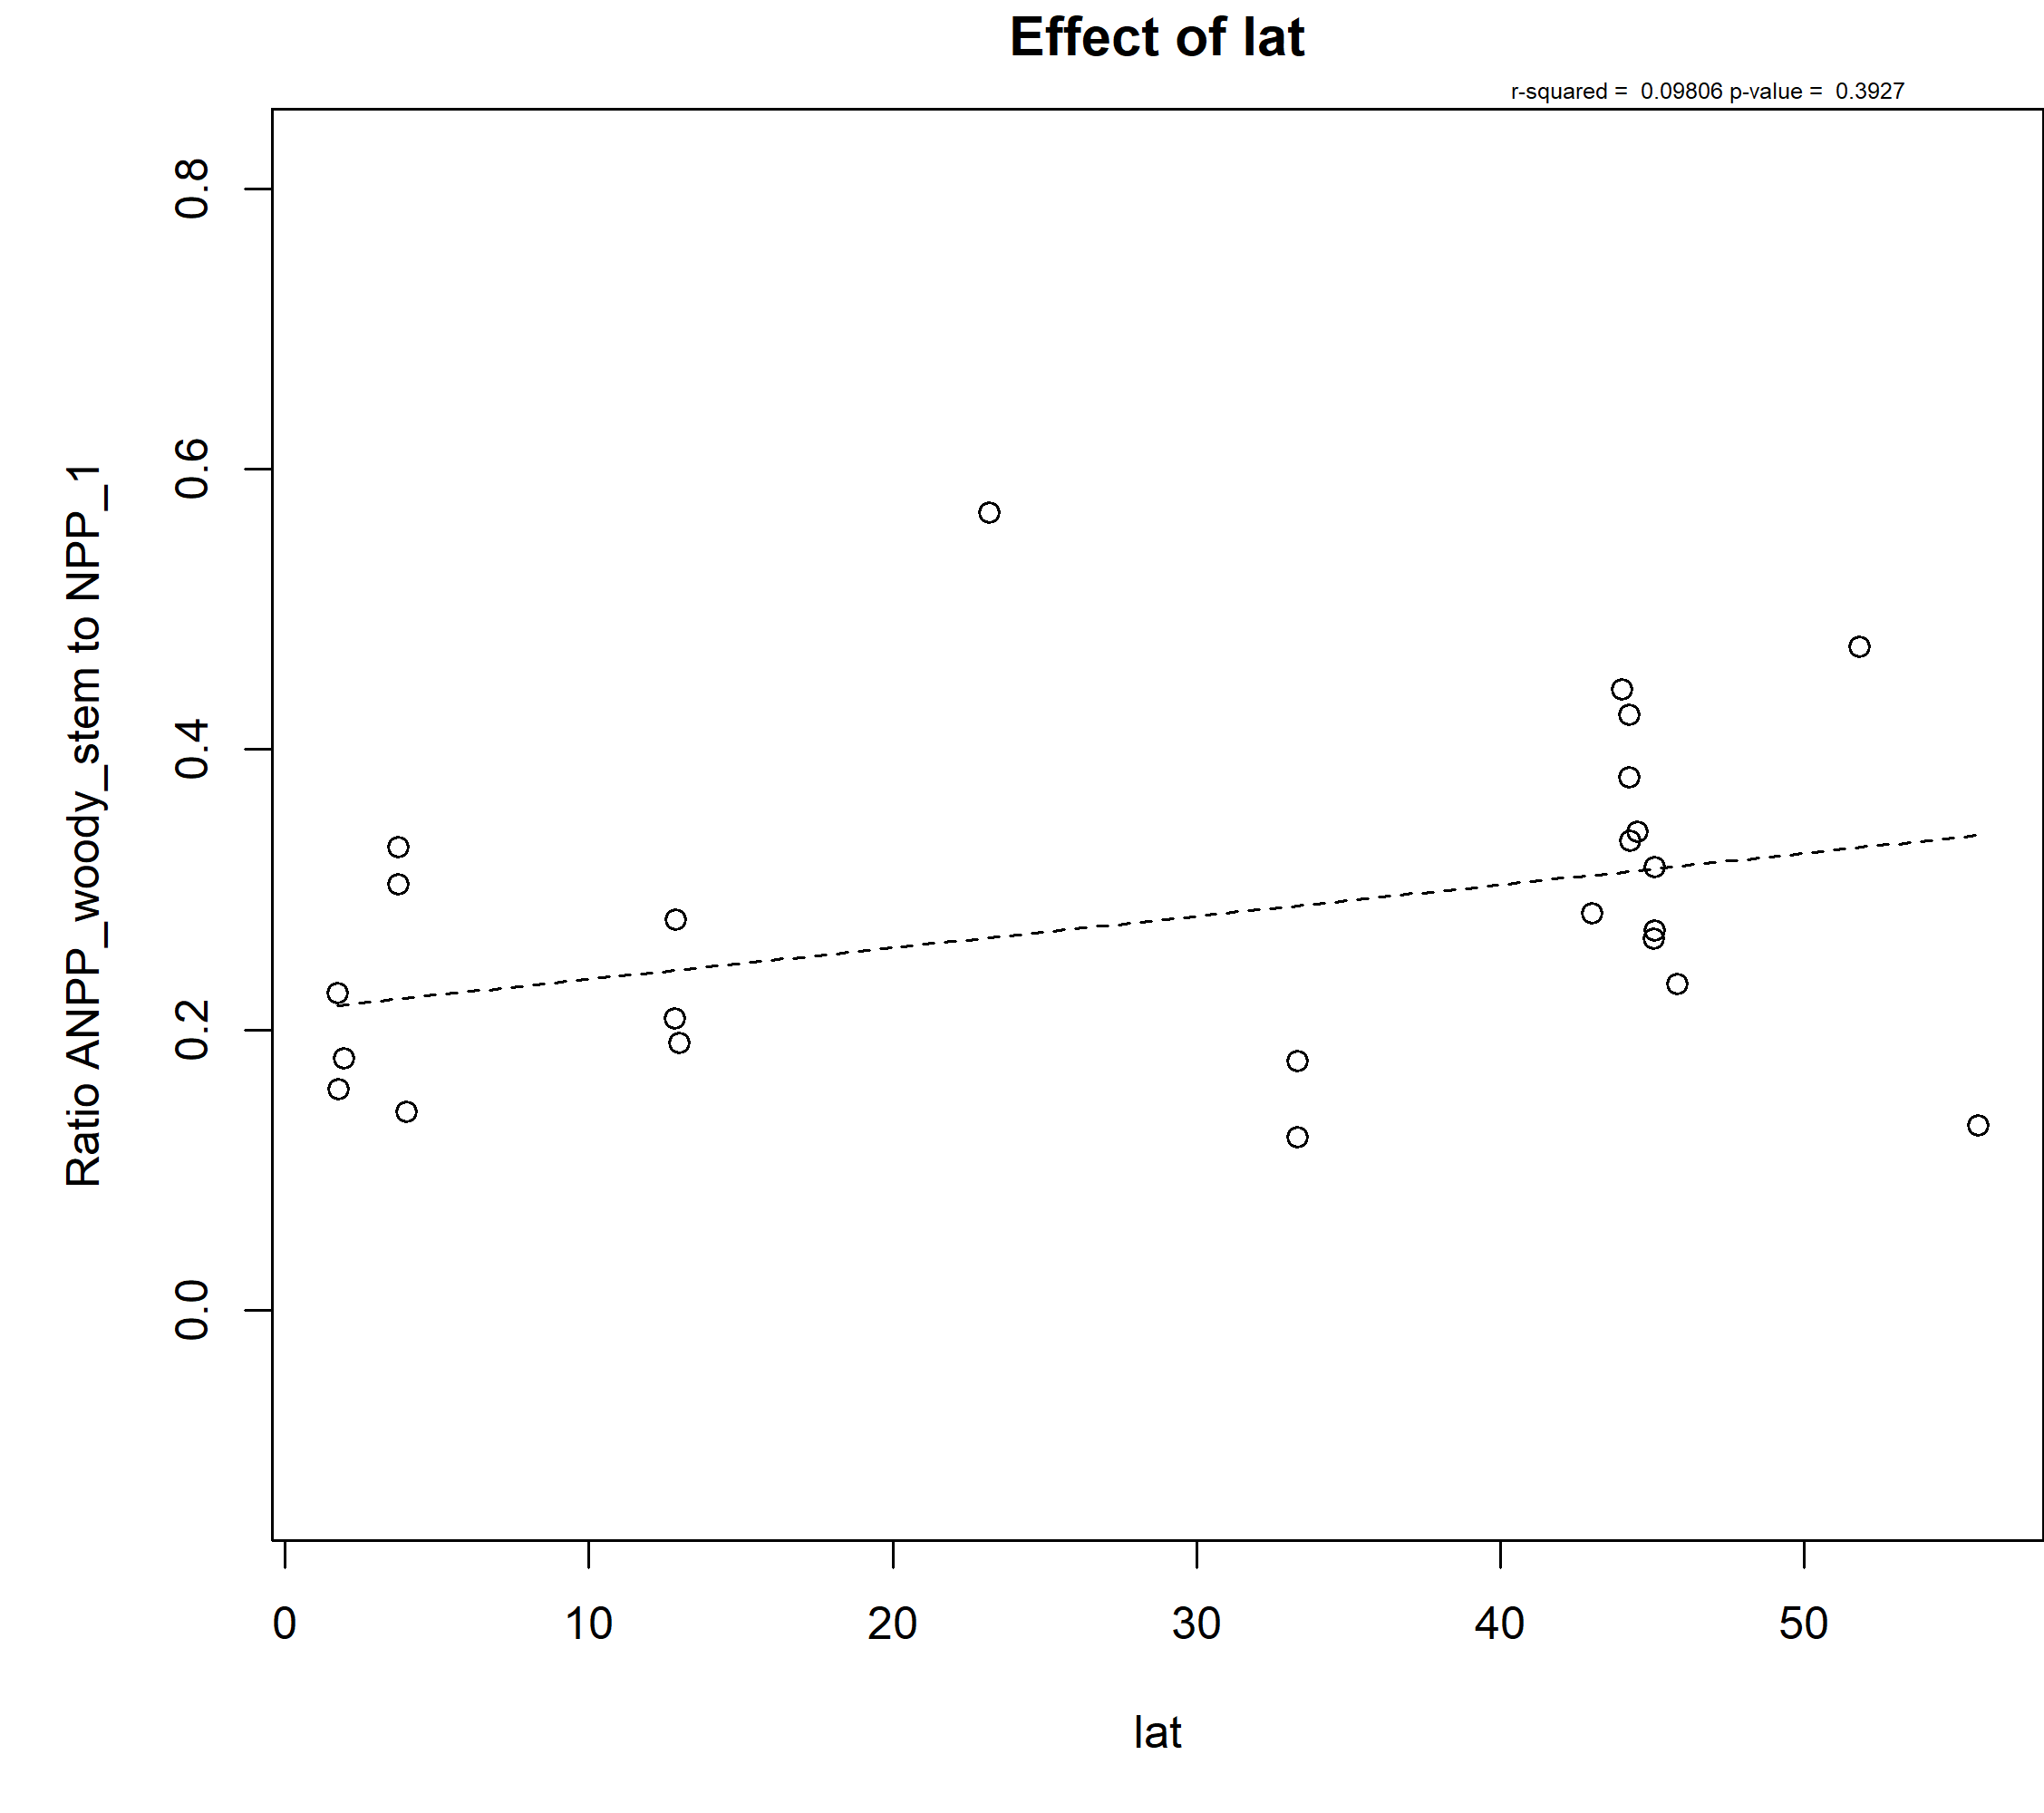 Effect of lat
r-squared = 0.09806 p-value = 0.3927
Ratio ANPP_woody_stem to NPP_1
0.8
0.6
0.4
0.2
0.0
0 10 20 30 40 50
lat